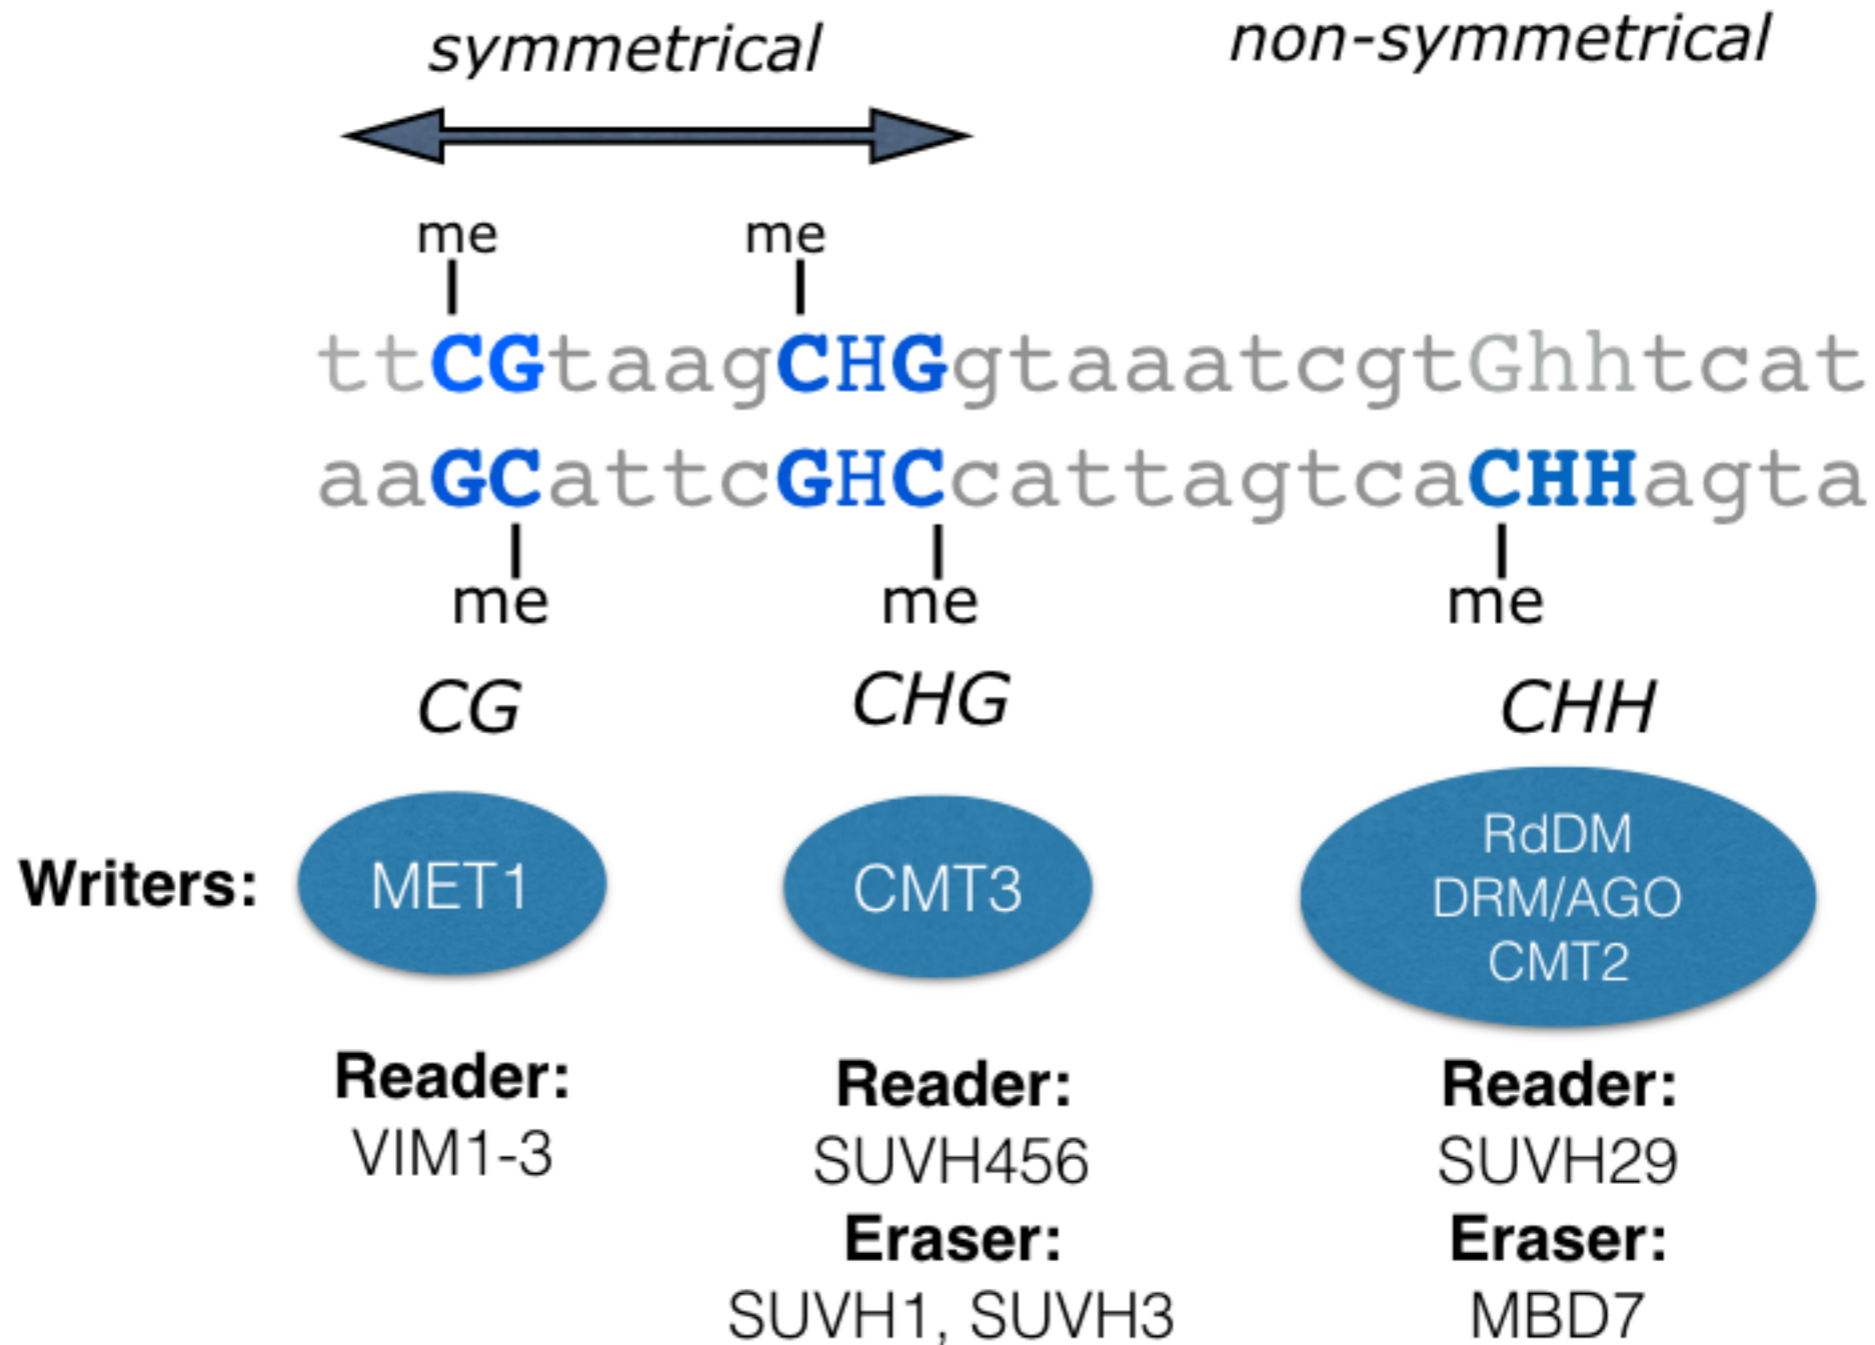 symmetrical non-symmetrical
me me
ttCGtaagCHGgtaaatcgtGhhtcat
aaGCattcGHCcattagtcaCHHagta
me me me
CG CHG CHH
Writers: MET1 CMT3 RdDM
DRM/AGO
CMT2
Reader: Reader: Reader:
VIM1-3 SUVH456 SUVH29
Eraser: Eraser:
SUVH1, SUVH3 MBD7